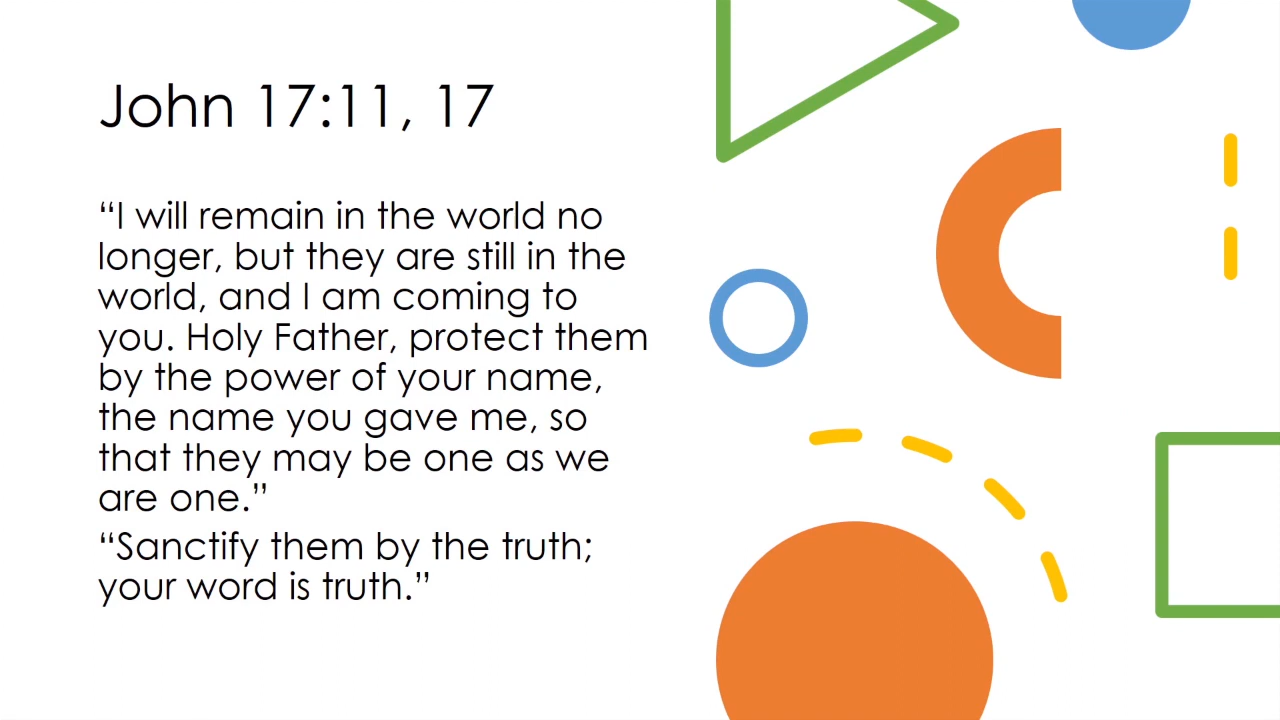 John 17:11, 17
“I will remain in the world no
longer, but they are still in the
world, and I am coming to
you. Holy Father, protect them
by the power of your name,
the name you gave me, so
that they may be one as we
are one.”
“Sanctify them by the truth;
your word is truth.”